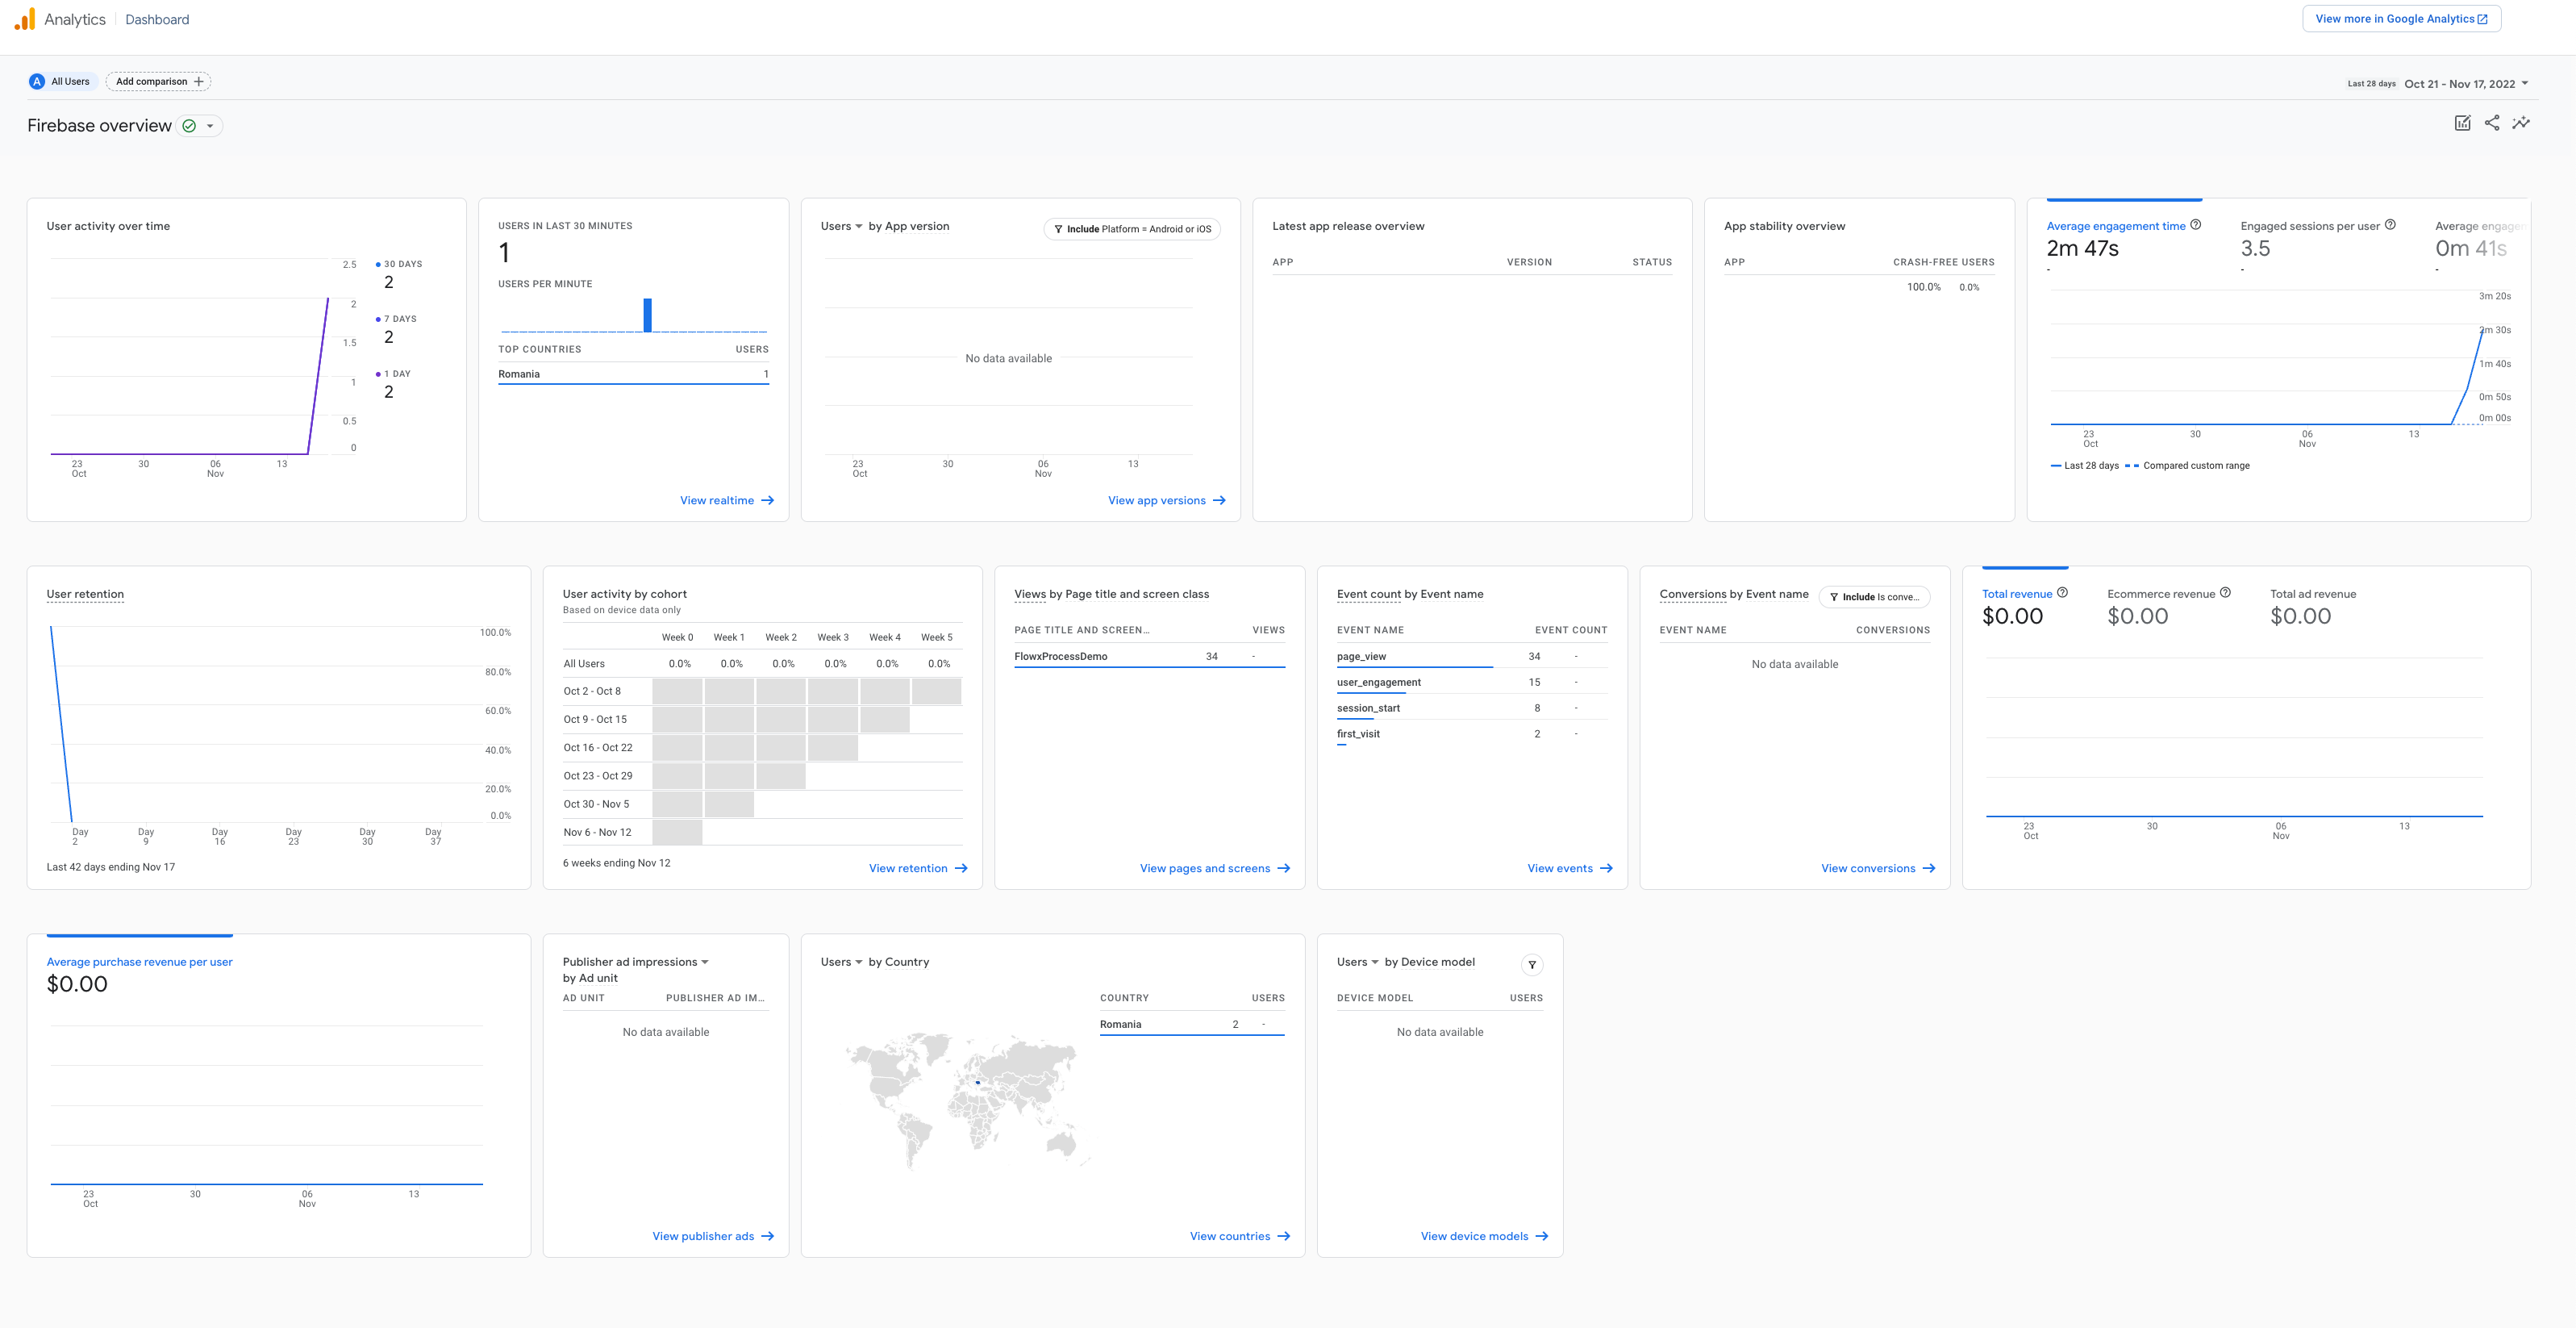 Analytics Dashboard
View more in Google Analytics
A All Users Add comparison +
Last 28 days Oct 21 - Nov 17, 2022
Firebase overview
User activity over time
2.5
2
1.5
1
0.5
0
23 Oct
30
06 Nov
13
30 DAYS
2
7 DAYS
2
1 DAY
2
USERS IN LAST 30 MINUTES
1
USERS PER MINUTE
TOP COUNTRIES USERS
Romania 1
View realtime
Users by App version
Include Platform = Android or iOS
No data available
23 Oct
30
06 Nov
13
View app versions
Latest app release overview
APP VERSION STATUS
App stability overview
APP CRASH-FREE USERS
100.0% 0.0%
Average engagement time Engaged sessions per user Average engagen
2m 47s 3.5 0m 41s
- - -
3m 20s
2m 30s
1m 40s
0m 50s
0m 00s
23 Oct
30
06 Nov
13
Last 28 days Compared custom range
User retention
100.0%
80.0%
60.0%
40.0%
20.0%
0.0%
Day 2
Day 9
Day 16
Day 23
Day 30
Day 37
Last 42 days ending Nov 17
User activity by cohort
Based on device data only
Week 0 Week 1 Week 2 Week 3 Week 4 Week 5
All Users 0.0% 0.0% 0.0% 0.0% 0.0% 0.0%
Oct 2 - Oct 8
Oct 9 - Oct 15
Oct 16 - Oct 22
Oct 23 - Oct 29
Oct 30 - Nov 5
Nov 6 - Nov 12
6 weeks ending Nov 12
View retention
Views by Page title and screen class
PAGE TITLE AND SCREEN... VIEWS
FlowxProcessDemo 34 -
View pages and screens
Event count by Event name
EVENT NAME EVENT COUNT
page_view 34 -
user_engagement 15 -
session_start 8 -
first_visit 2 -
View events
Conversions by Event name
Include Is conve...
EVENT NAME CONVERSIONS
No data available
View conversions
Total revenue Ecommerce revenue Total ad revenue
$0.00 $0.00 $0.00
23 Oct
30
06 Nov
13
Average purchase revenue per user
$0.00
23 Oct
30
06 Nov
13
Publisher ad impressions
by Ad unit
AD UNIT PUBLISHER AD IM...
No data available
View publisher ads
Users by Country
COUNTRY USERS
Romania 2 -
View countries
Users by Device model
DEVICE MODEL USERS
No data available
View device models